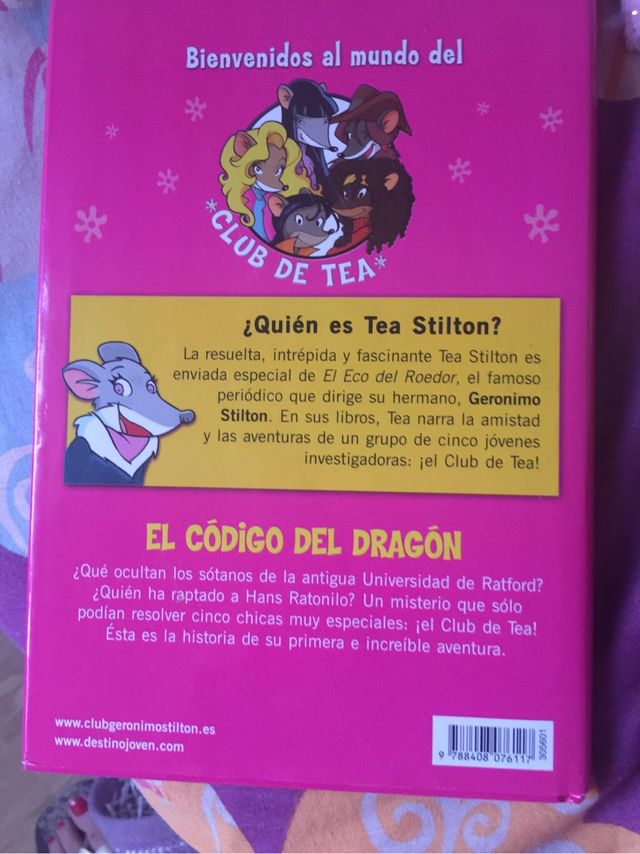 Bienvenidos al mundo del
*CLUB DE TEA*
¿Quién es Tea Stilton?
La resuelta, intrépida y fascinante Tea Stilton es
enviada especial de El Eco del Roedor, el famoso
periódico que dirige su hermano, Geronimo
Stilton. En sus libros, Tea narra la amistad
y las aventuras de un grupo de cinco jóvenes
investigadoras: ¡el Club de Tea!
EL CÓDIGO DEL DRAGÓN
¿Qué ocultan los sótanos de la antigua Universidad de Ratford?
¿Quién ha raptado a Hans Ratonilo? Un misterio que sólo
podían resolver cinco chicas muy especiales: ¡el Club de Tea!
Ésta es la historia de su primera e increíble aventura.
www.clubgeronimostilton.es
www.destinojoven.com
9 788408 076117
305601